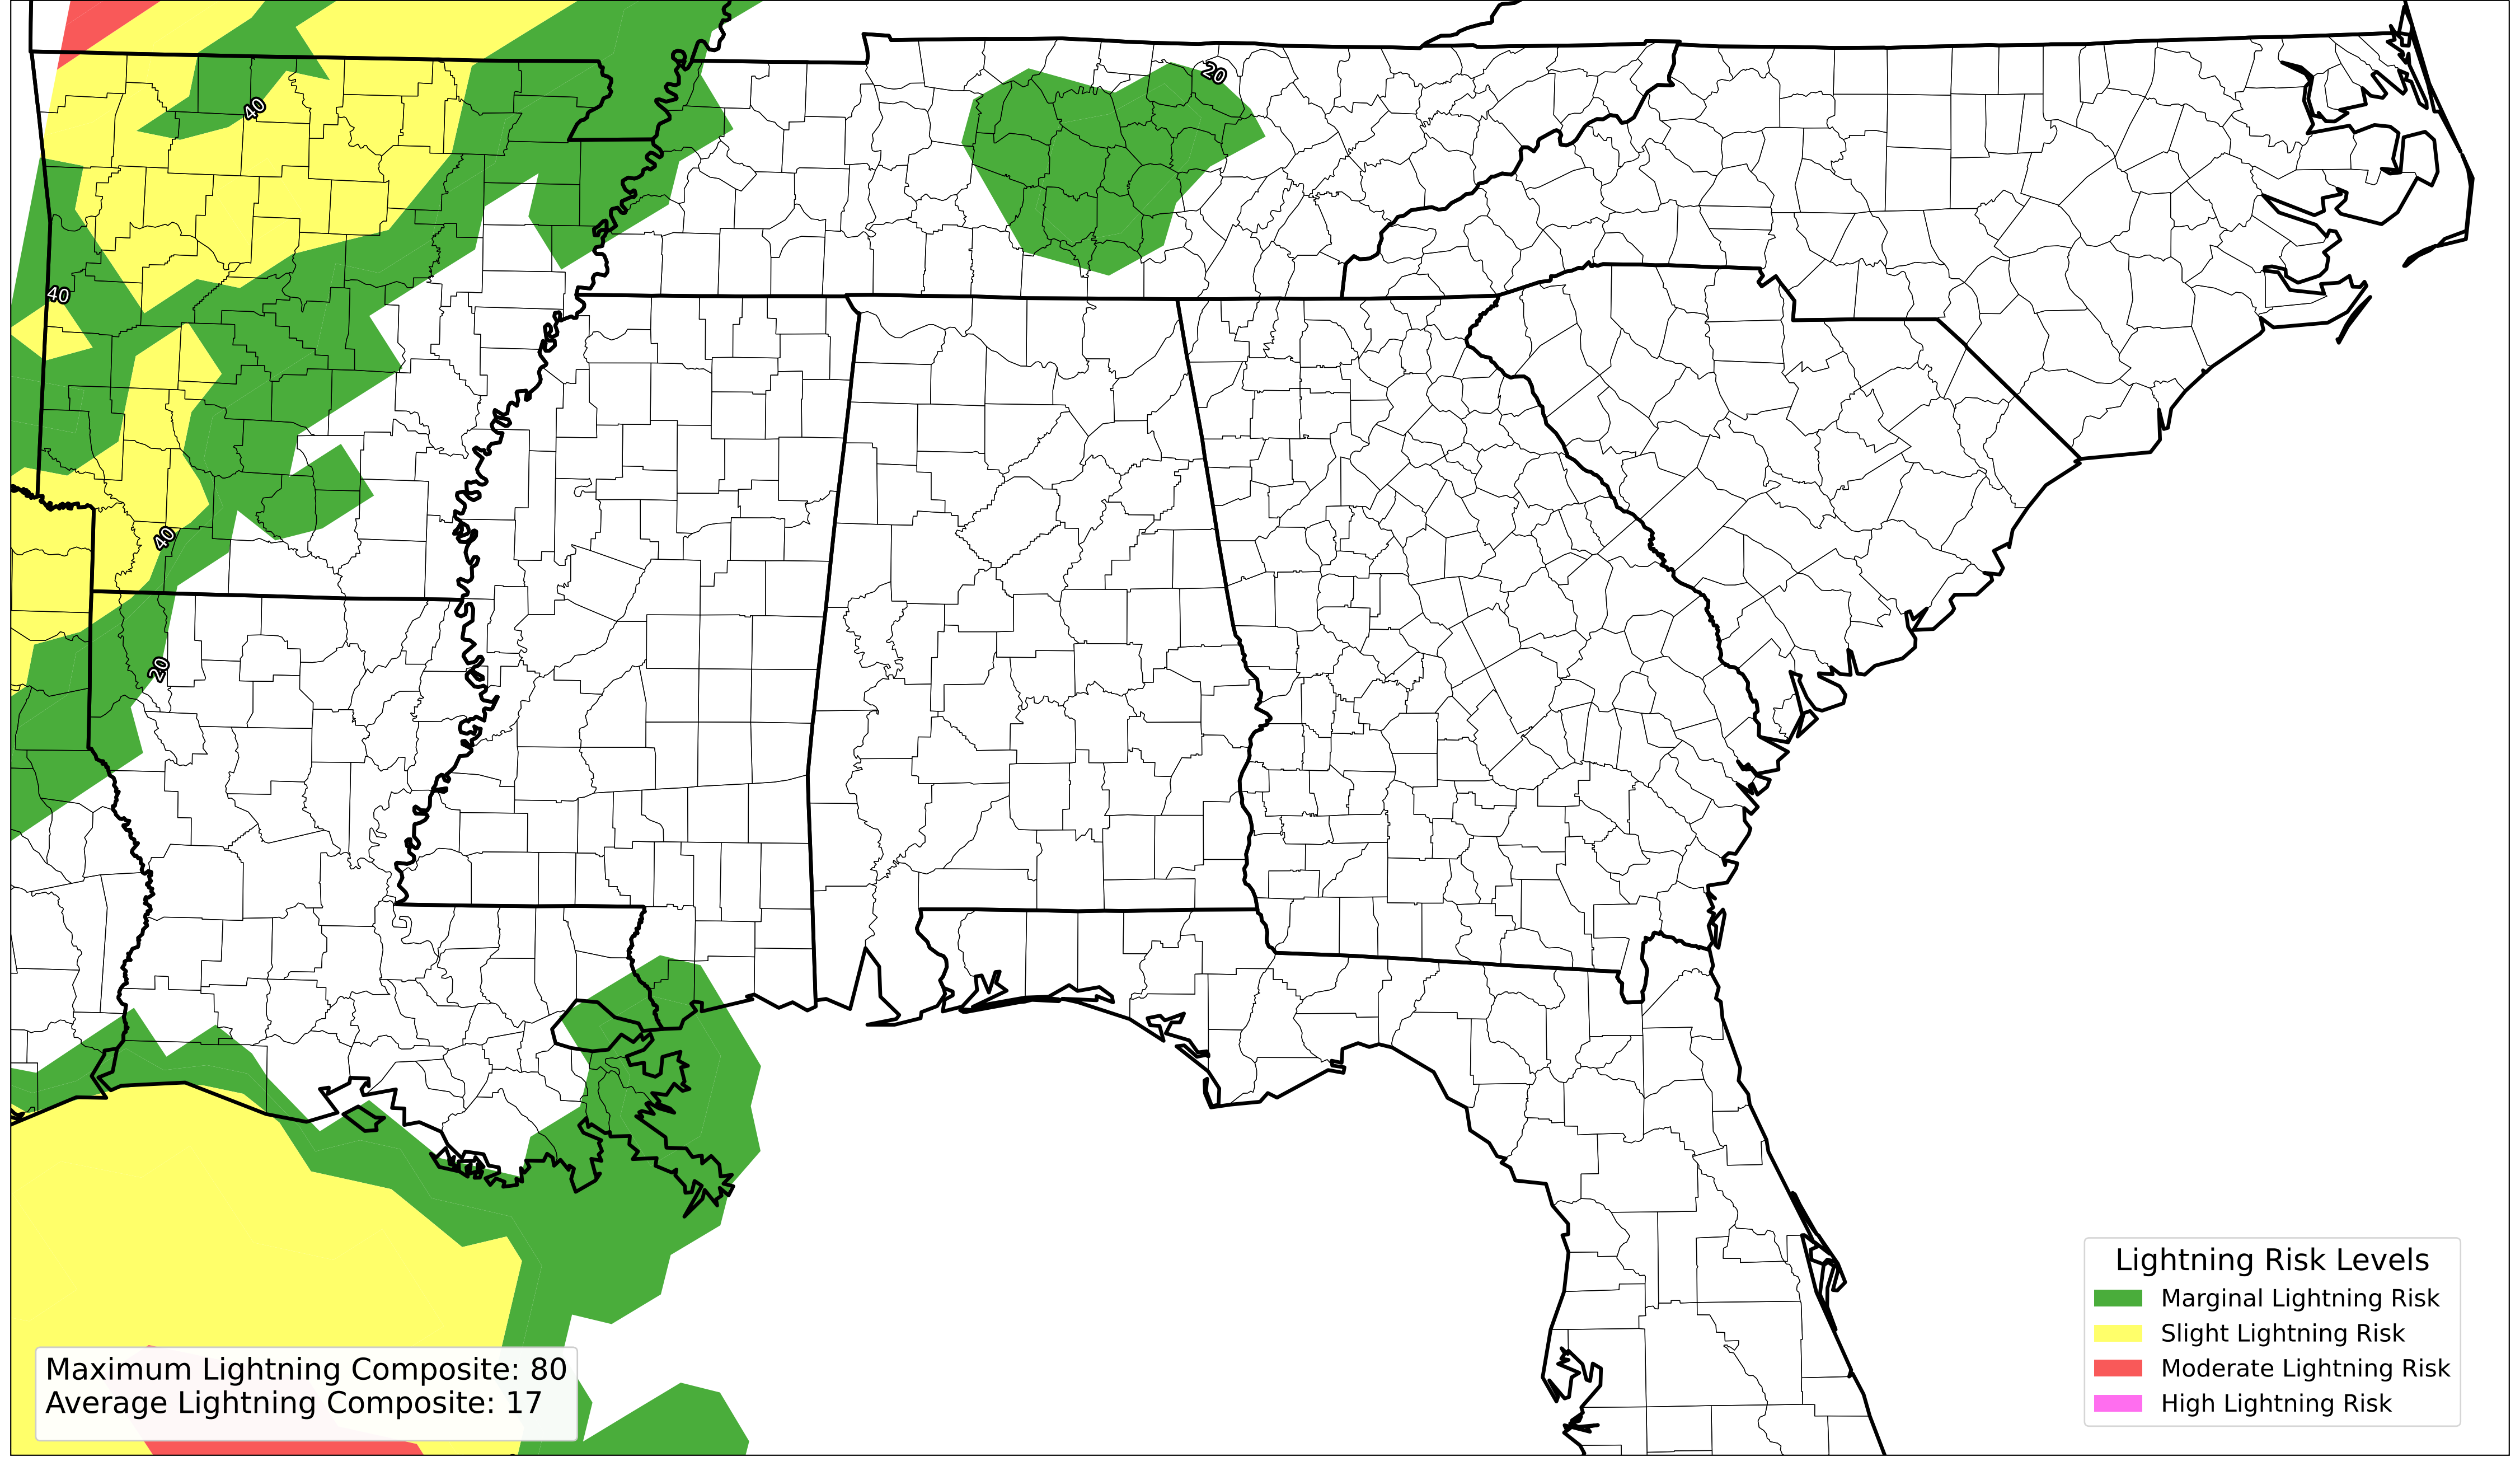 20
40
40
40
20
Maximum Lightning Composite: 80
Average Lightning Composite: 17
Lightning Risk Levels
Marginal Lightning Risk
Slight Lightning Risk
Moderate Lightning Risk
High Lightning Risk